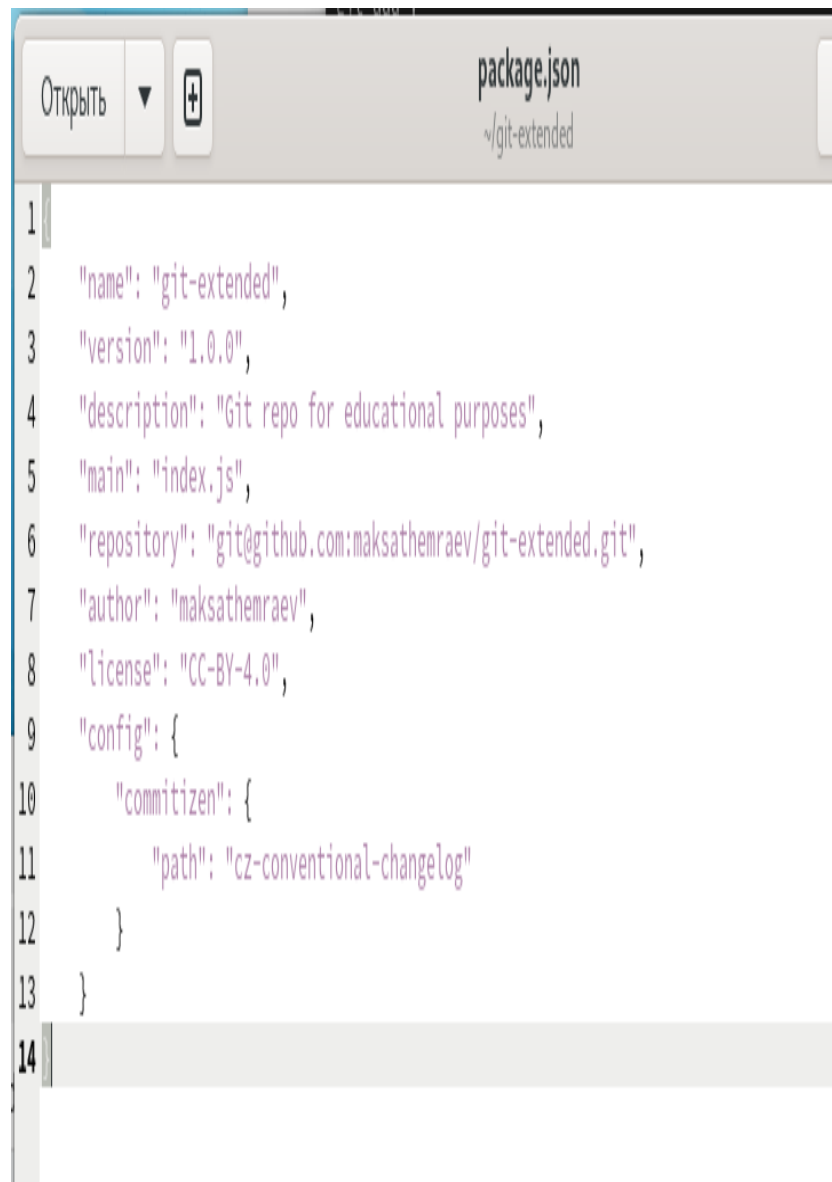 Открыть
package.json
~/git-extended
1 {
2 "name": "git-extended",
3 "version": "1.0.0",
4 "description": "Git repo for educational purposes",
5 "main": "index.js",
6 "repository": "git@github.com:maksathemraev/git-extended.git",
7 "author": "maksathemraev",
8 "license": "CC-BY-4.0",
9 "config": {
10 "commitizen": {
11 "path": "cz-conventional-changelog"
12 }
13 }
14 }